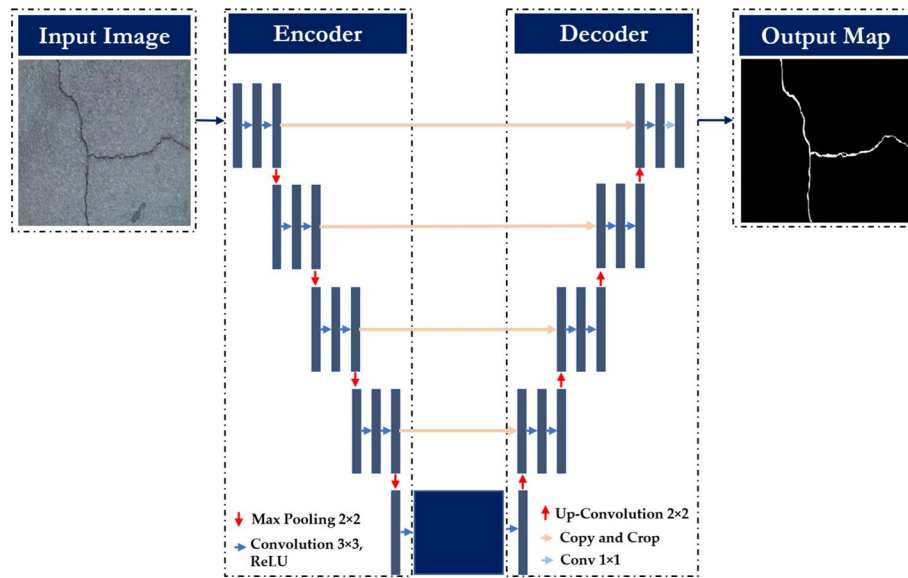 Input Image
Encoder
Decoder
Output Map
Max Pooling 2×2
Convolution 3×3,
ReLU
Up-Convolution 2×2
Copy and Crop
Conv 1×1